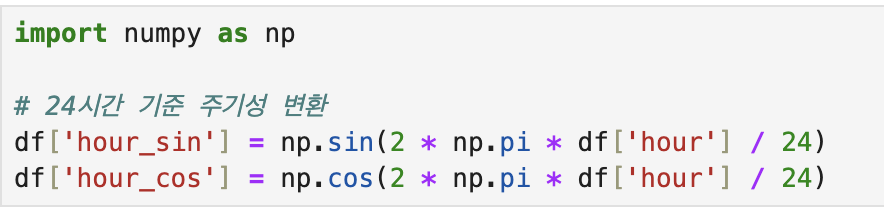 import numpy as np
# 24시간 기준 주기성 변환
df['hour_sin'] = np.sin(2 * np.pi * df['hour'] / 24)
df['hour_cos'] = np.cos(2 * np.pi * df['hour'] / 24)